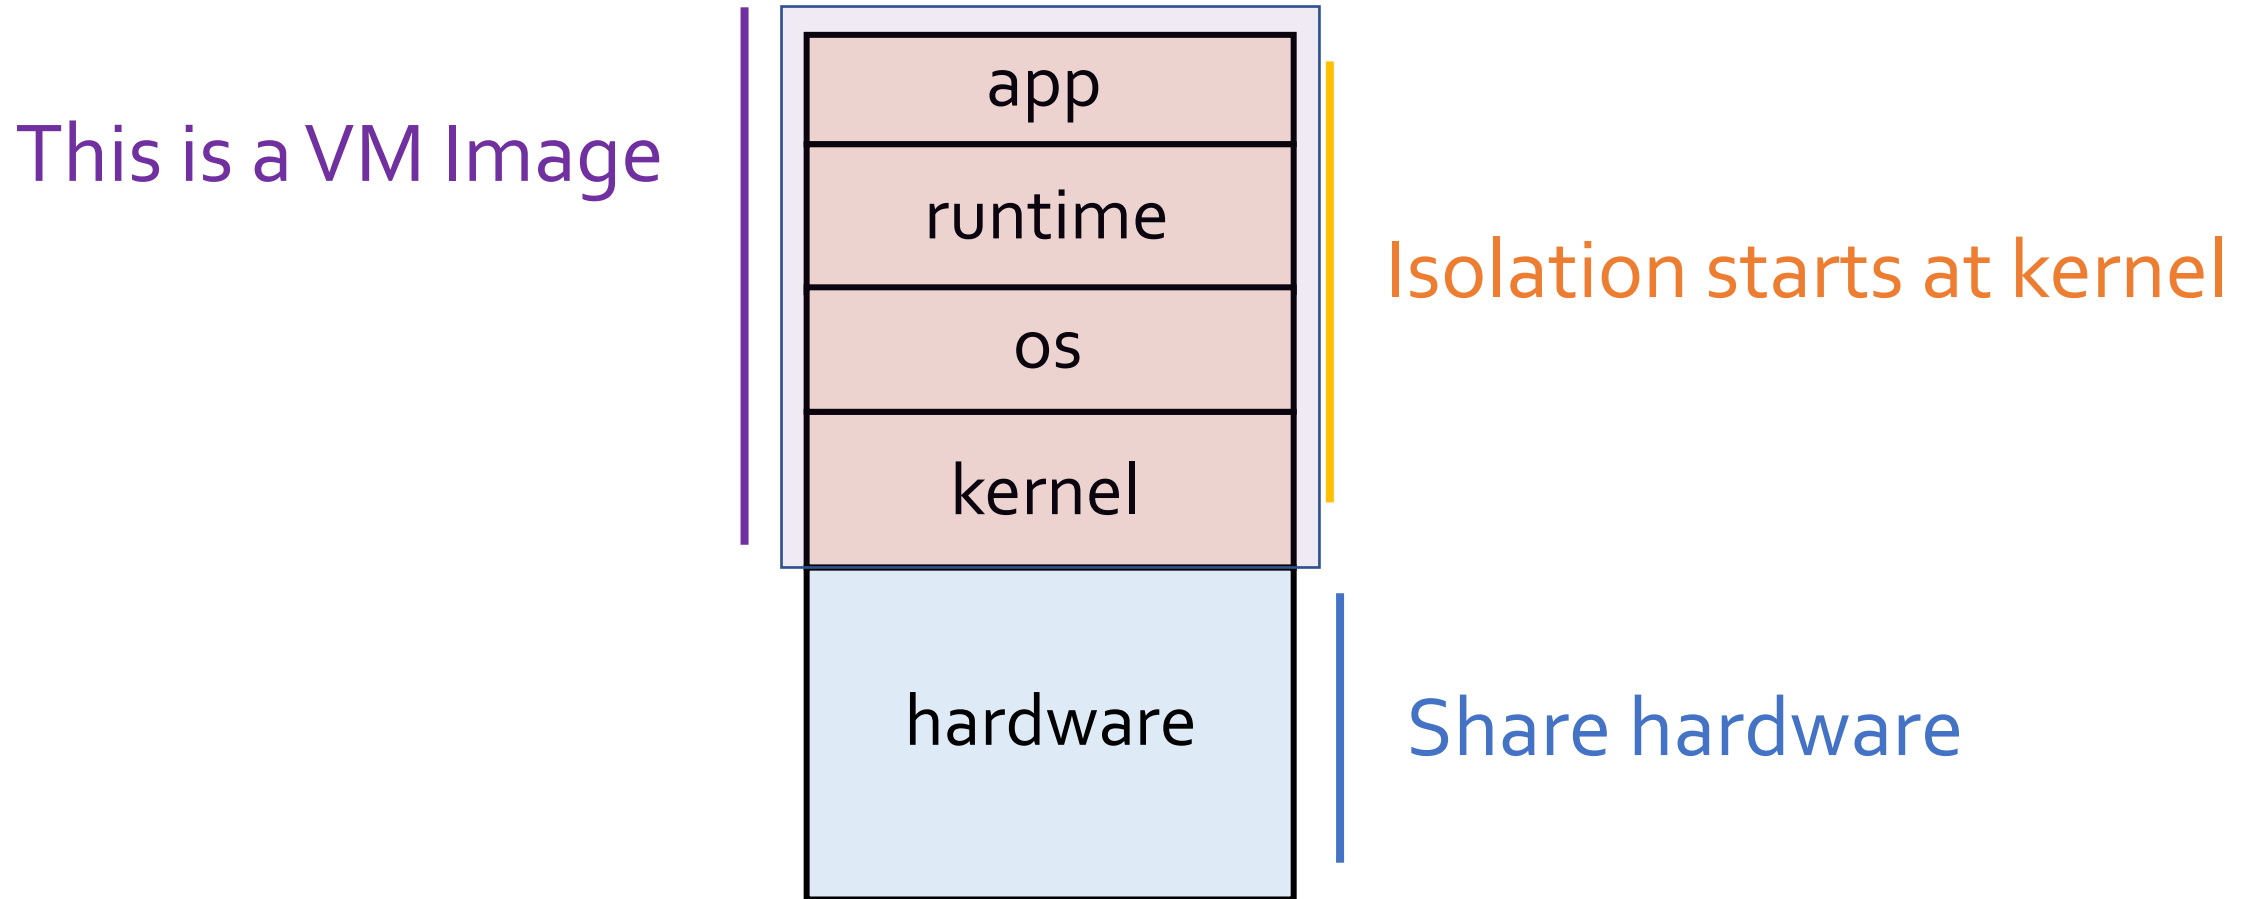 app
This is a VM Image
runtime
Isolation starts at kernel
os
kernel
hardware
Share hardware